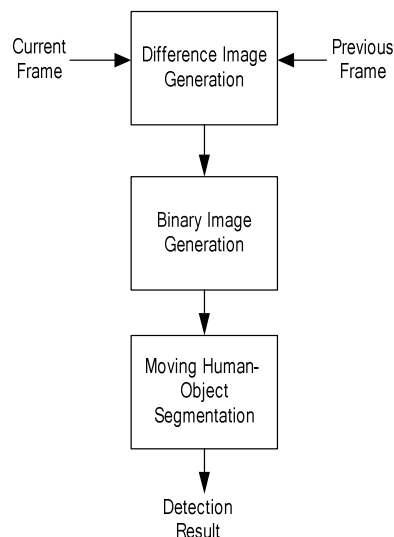 Current
Frame
Difference Image
Generation
Previous
Frame
Binary Image
Generation
Moving Human-
Object
Segmentation
Detection
Result